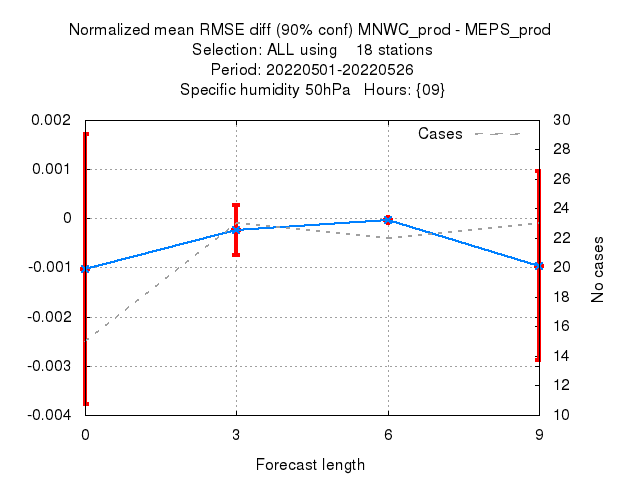 Normalized mean RMSE diff (90% conf) MNWC_prod - MEPS_prod
Selection: ALL using    18 stations
Period: 20220501-20220526
Specific humidity 50hPa   Hours: {09}
Cases
0.002
0.001
0
-0.001
-0.002
-0.003
-0.004
30
28
26
24
22
20
18
16
14
12
10
No cases
0 3 6 9
Forecast length